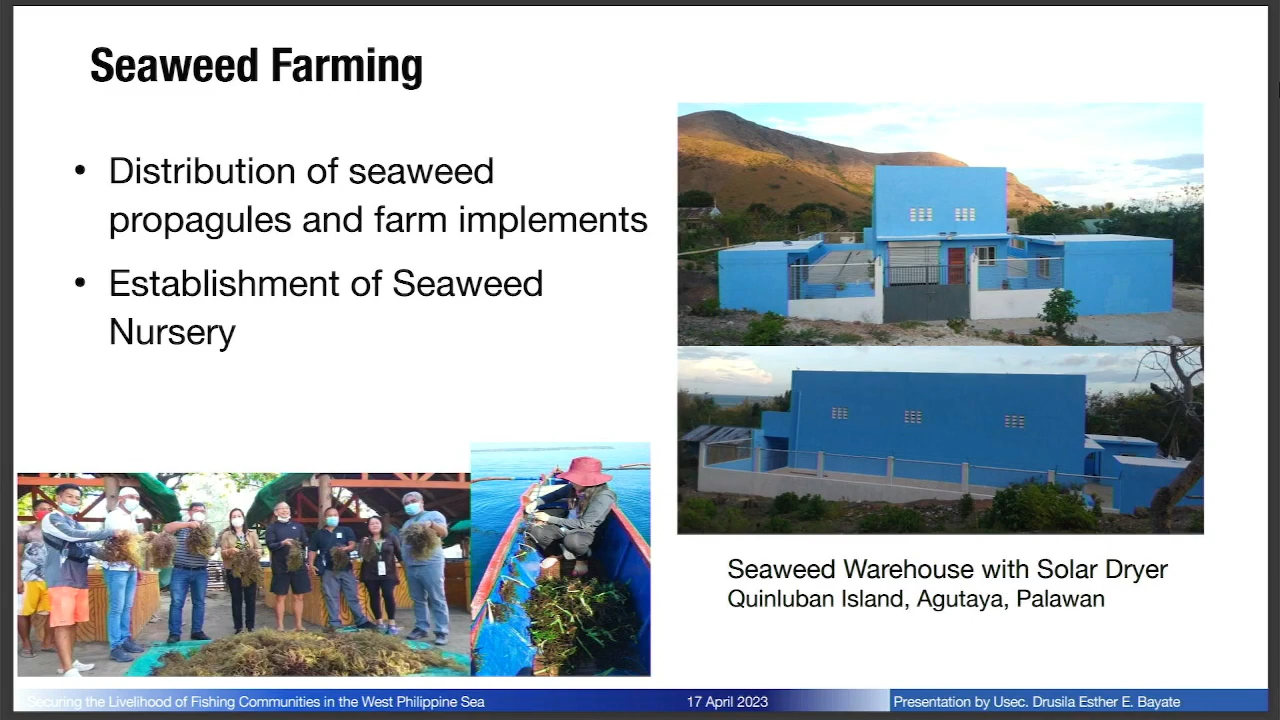 Seaweed Farming
• Distribution of seaweed
propagules and farm implements
• Establishment of Seaweed
Nursery
Seaweed Warehouse with Solar Dryer
Quinluban Island, Agutaya, Palawan
Securing the Livelihood of Fishing Communities in the West Philippine Sea
17 April 2023
Presentation by Usec. Drusila Esther E. Bayate